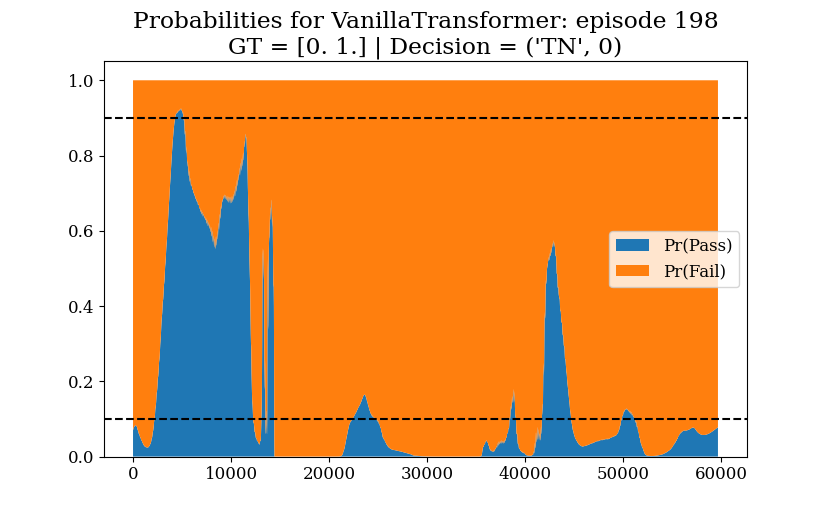 Probabilities for VanillaTransformer: episode 198
GT = [0. 1.] | Decision = ('TN', 0)
1.0
0.8
0.6
0.4
0.2
0.0
Pr(Pass)
Pr(Fail)
0 10000 20000 30000 40000 50000 60000